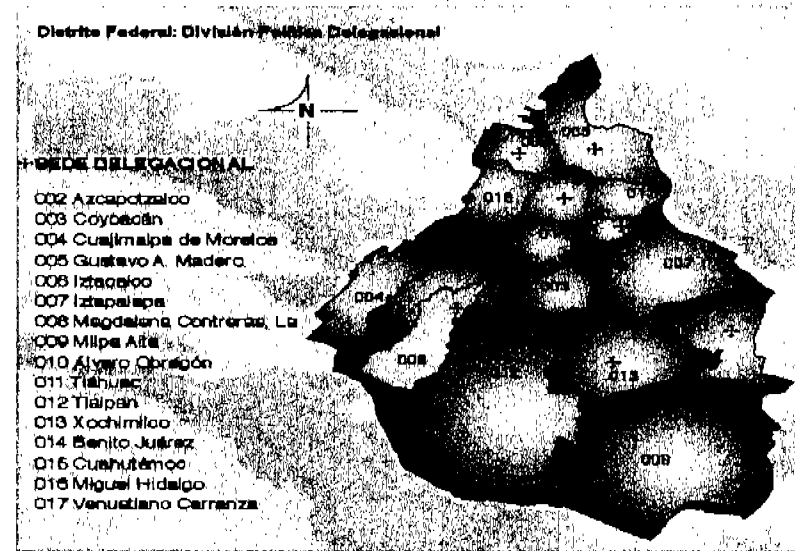 Distrito Federal: División Política Delegacional
N
+ SEDE DELEGACIONAL
002 Azcapotzalco
003 Coyoacán
004 Cuajimalpa de Morelos
005 Gustavo A. Madero
006 Iztacalco
007 Iztapalapa
008 Magdalena Contreras, La
009 Milpa Alta
010 Álvaro Obregón
011 Tláhuac
012 Tlalpan
013 Xochimilco
014 Benito Juárez
015 Cuahutémoc
016 Miguel Hidalgo
017 Venustiano Carranza
005
016
007
004
003
013
009